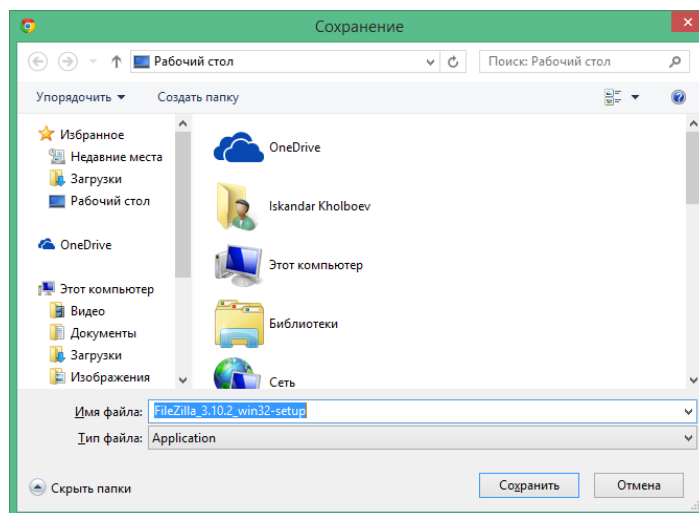 Сохранение
Рабочий стол
Поиск: Рабочий стол
Упорядочить
Создать папку
Избранное
Недавние места
Загрузки
Рабочий стол
OneDrive
Этот компьютер
Видео
Документы
Загрузки
Изображения
OneDrive
Iskandar Kholboev
Этот компьютер
Библиотеки
Сеть
Имя файла: FileZilla_3.10.2_win32-setup
Тип файла: Application
Скрыть папки
Сохранить
Отмена